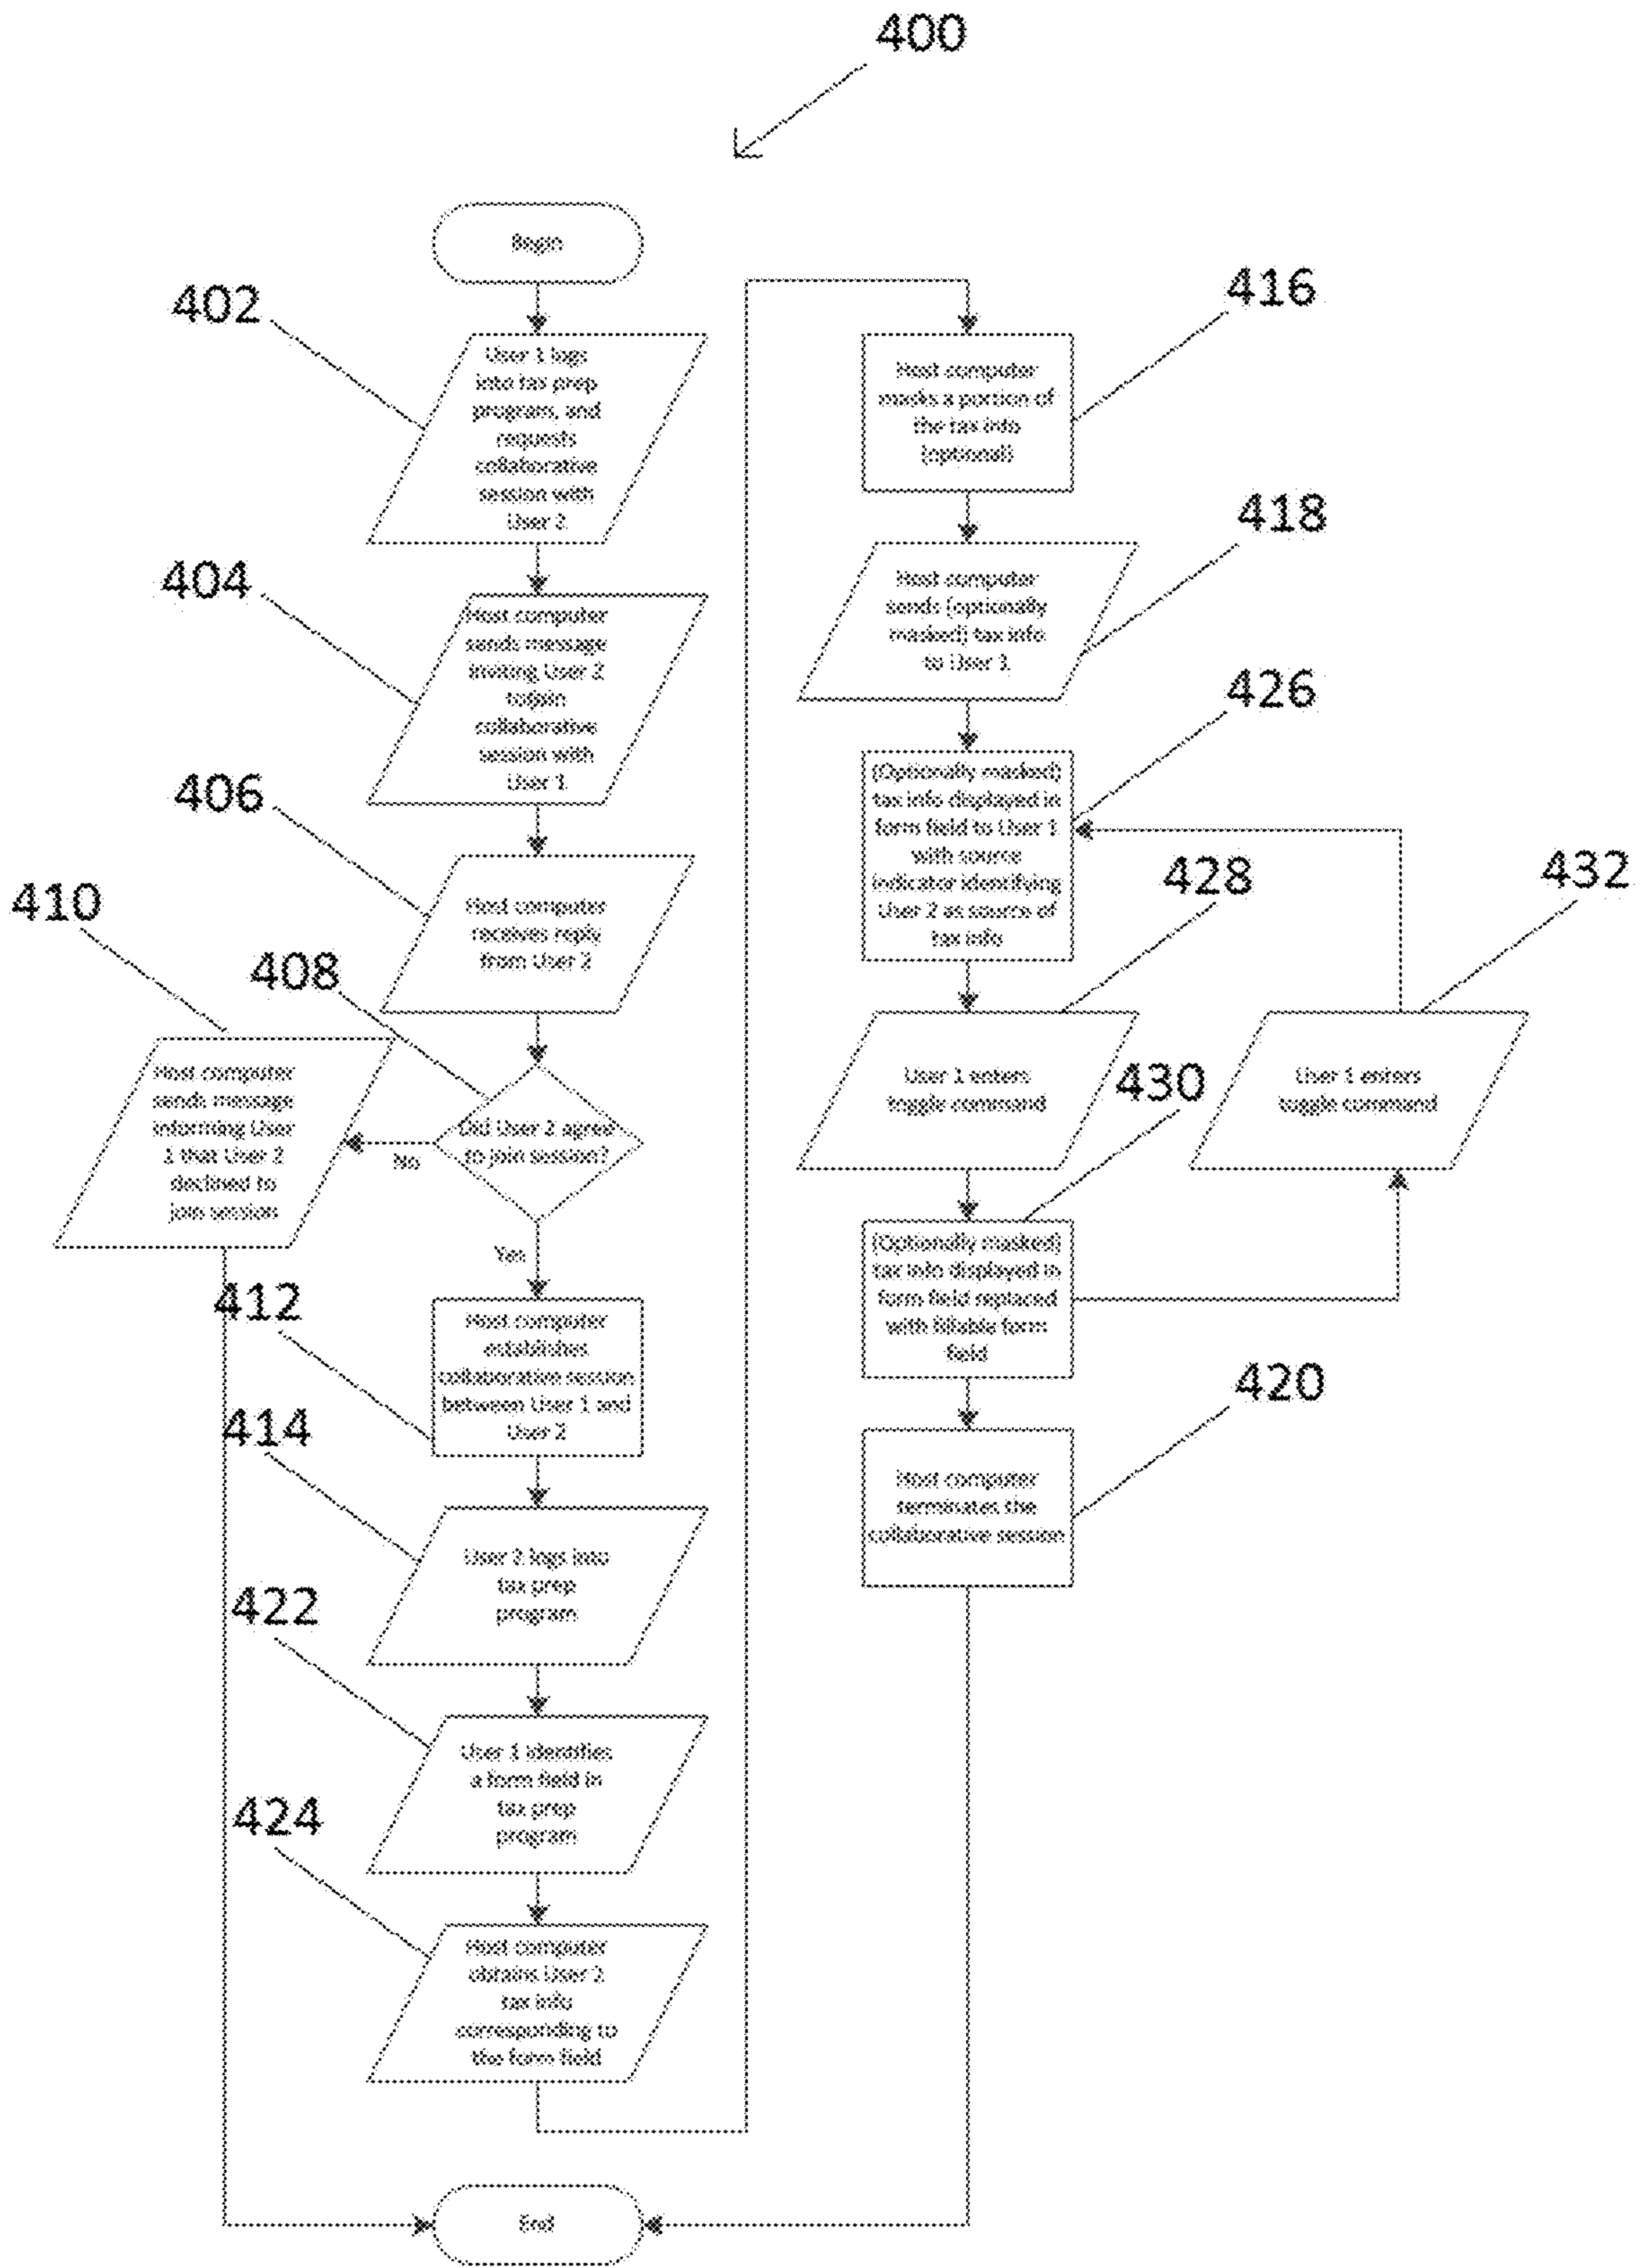 400
Begin
402
User 1 logs
into tax prep
program, and
requests
collaborative
session with
User 2
404
Host computer
sends message
inviting User 2
to join
collaborative
session with
User 1
406
Host computer
receives reply
from User 2
408
Did User 2 agree
to join session?
No
410
Host computer
sends message
informing User
1 that User 2
declined to
join session
Yes
412
Host computer
establishes
collaborative session
between User 1 and
User 2
414
User 2 logs into
tax prep
program
422
User 1 identifies
a form field in
tax prep
program
424
Host computer
obtains User 2
tax info
corresponding to
the form field
416
Host computer
masks a portion of
the tax info
(optional)
418
Host computer
sends (optionally
masked) tax info
to User 1
426
(Optionally masked)
tax info displayed in
form field to User 1
with source
indicator identifying
User 2 as source of
tax info
428
User 1 enters
toggle command
430
(Optionally masked)
tax info displayed in
form field replaced
with fillable form
field
432
User 1 enters
toggle command
420
Host computer
terminates the
collaborative session
End